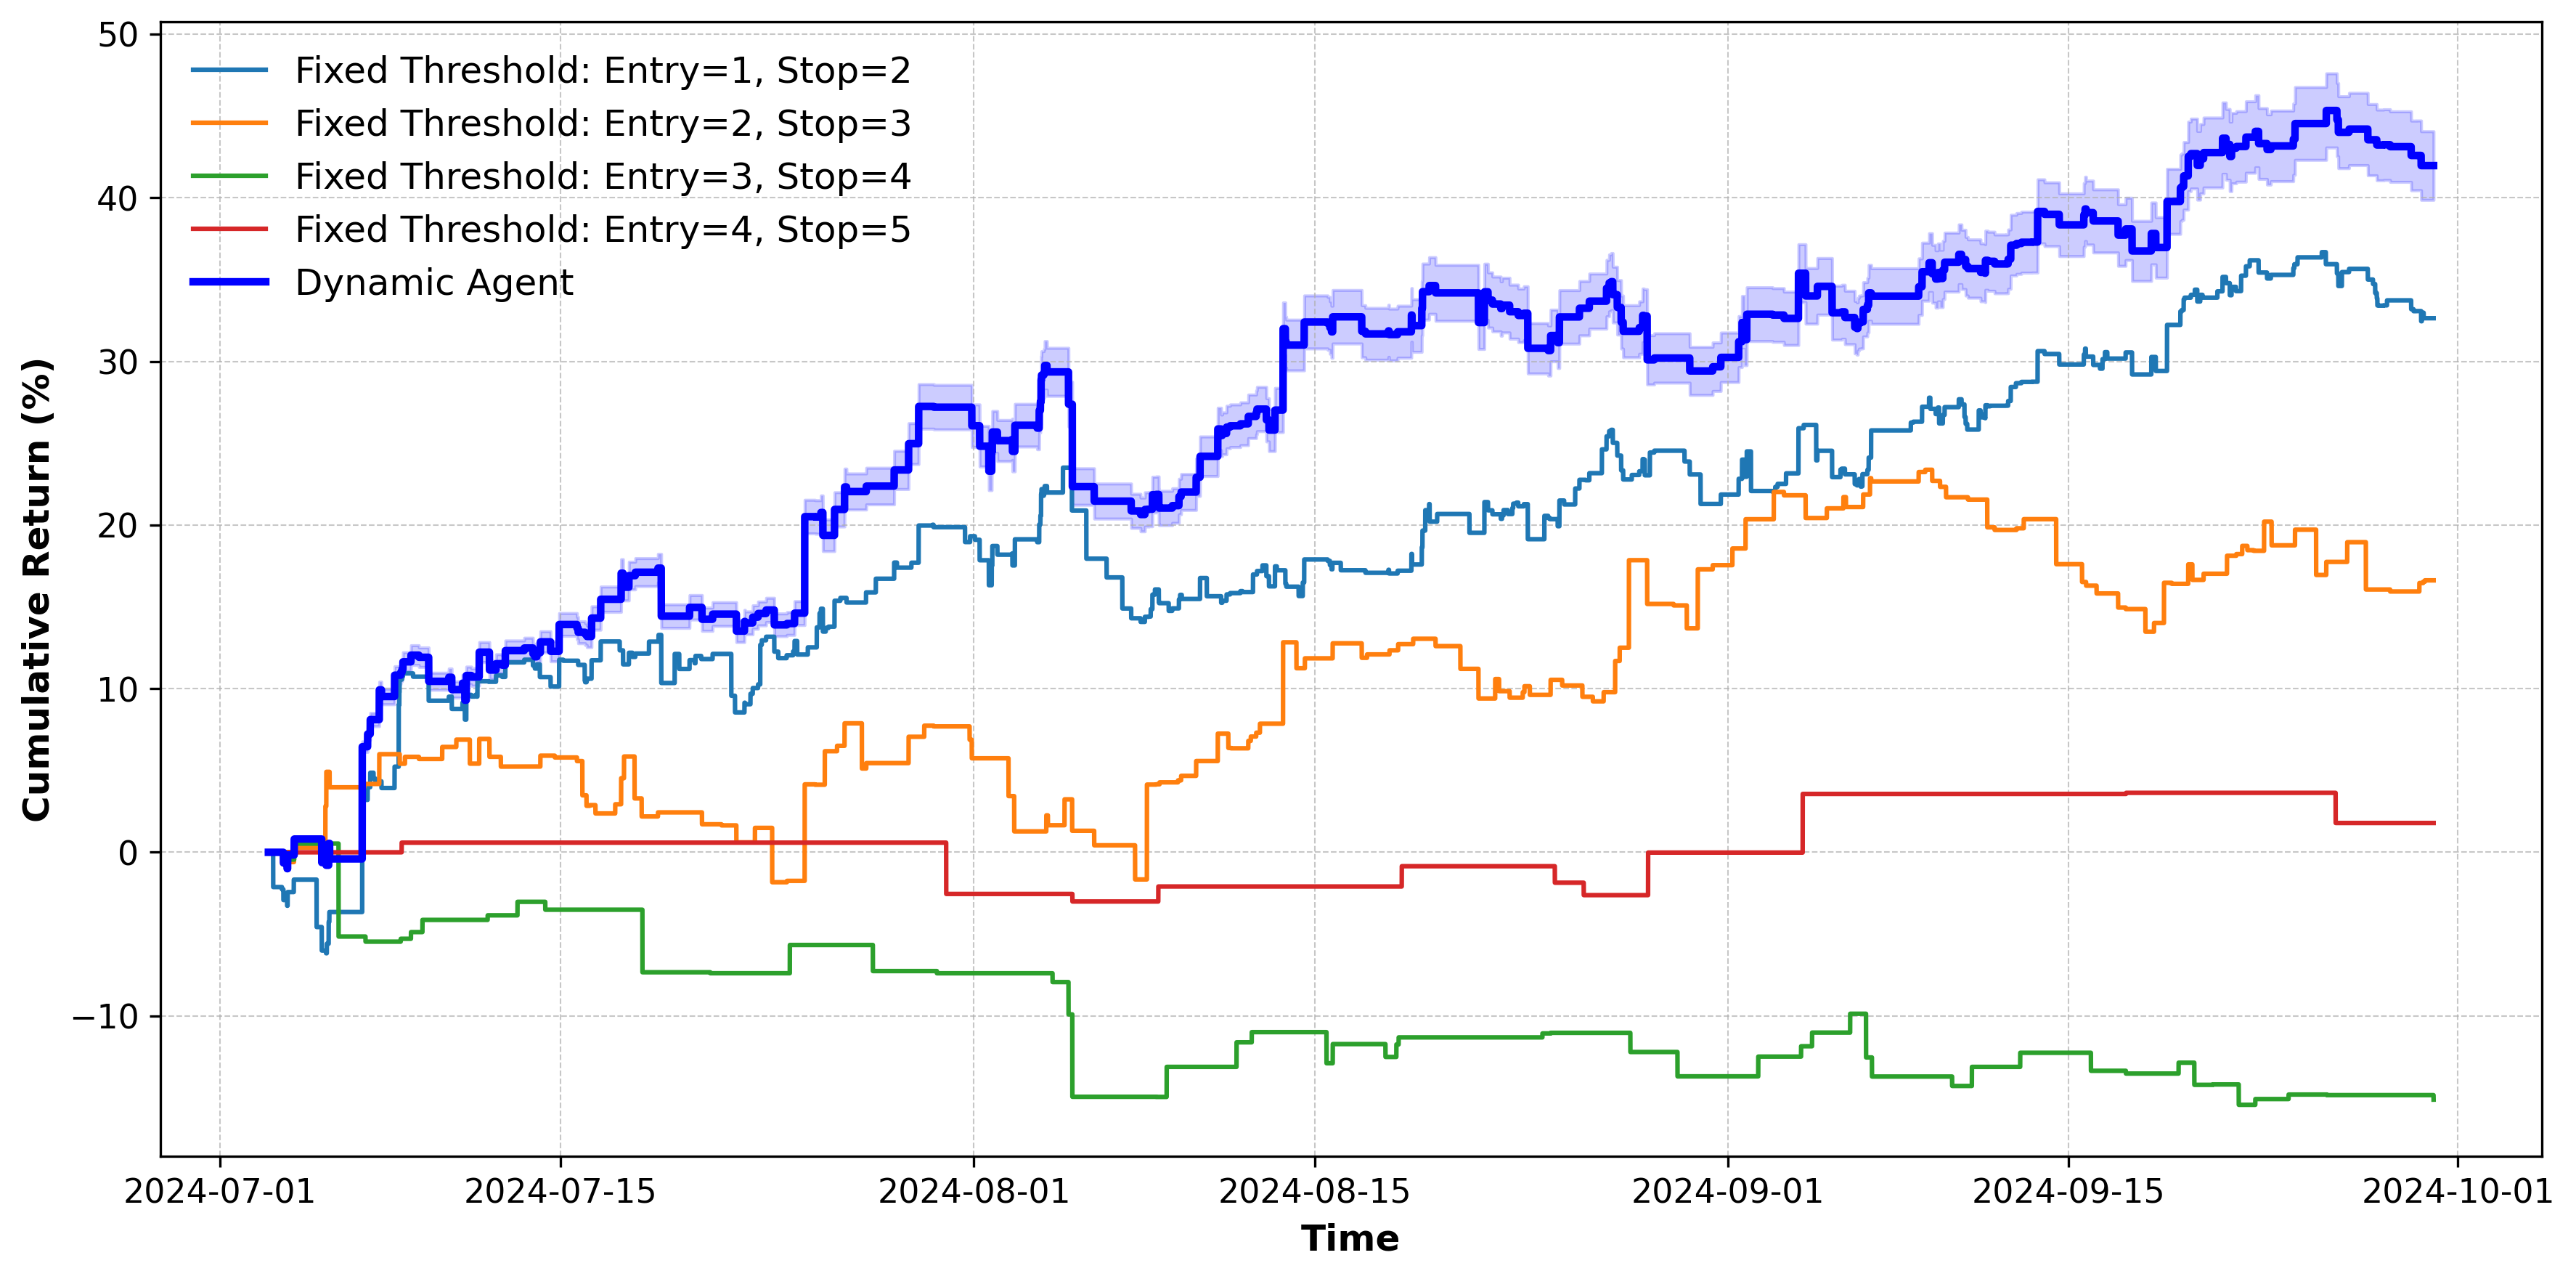 Fixed Threshold: Entry=1, Stop=2
Fixed Threshold: Entry=2, Stop=3
Fixed Threshold: Entry=3, Stop=4
Fixed Threshold: Entry=4, Stop=5
Dynamic Agent
Cumulative Return (%)
50
40
30
20
10
0
−10
2024-07-01 2024-07-15 2024-08-01 2024-08-15 2024-09-01 2024-09-15 2024-10-01
Time